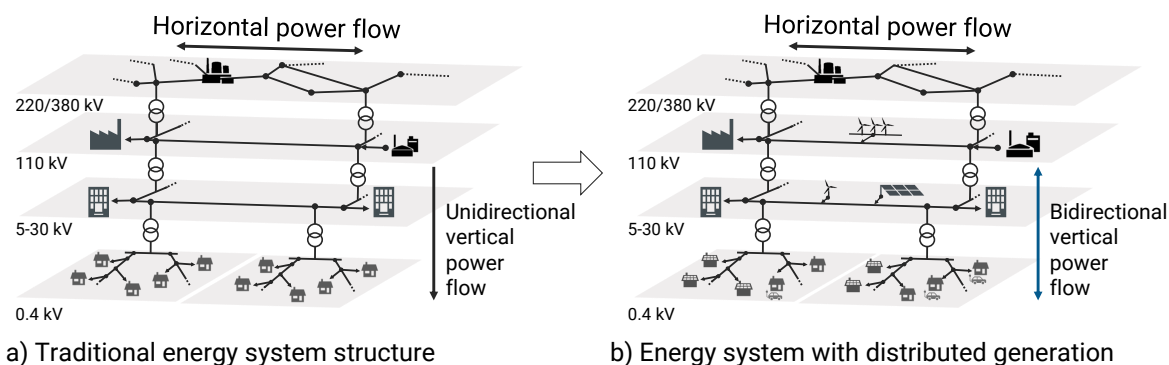 Horizontal power flow
220/380 kV
110 kV
5-30 kV
0.4 kV
Unidirectional
vertical
power
flow
a) Traditional energy system structure
Horizontal power flow
220/380 kV
110 kV
5-30 kV
0.4 kV
Bidirectional
vertical
power
flow
b) Energy system with distributed generation